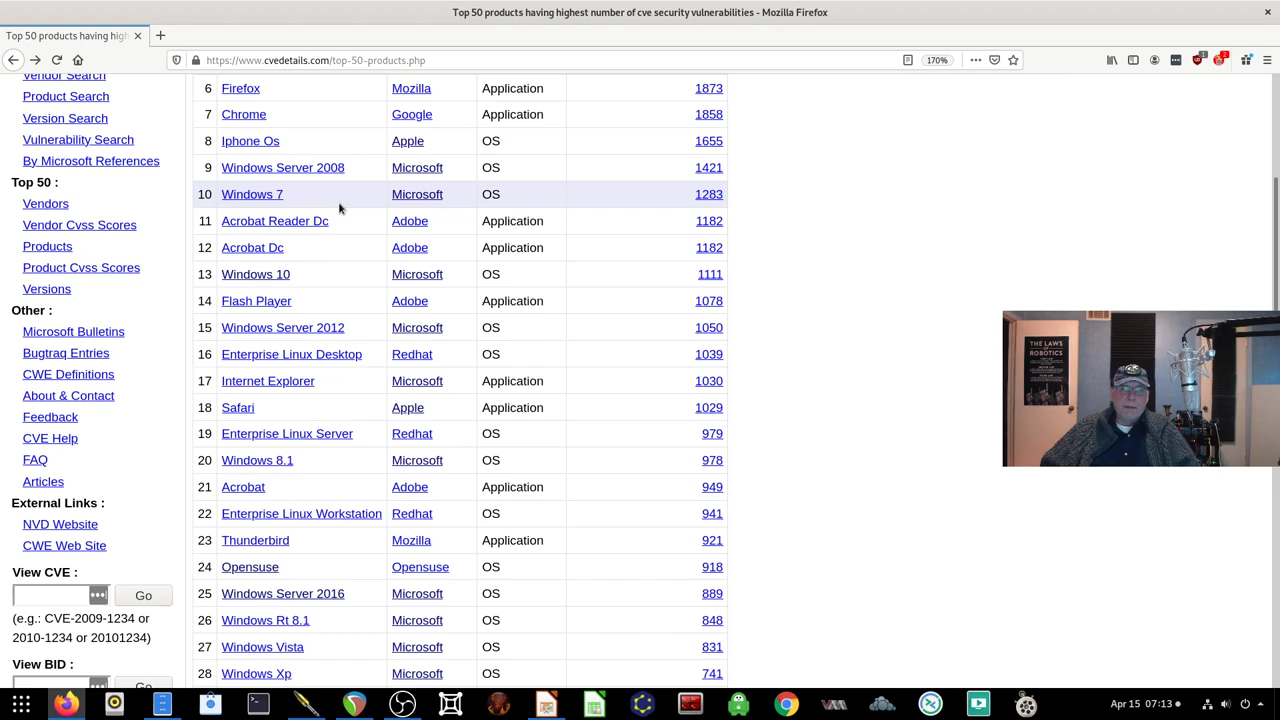 Top 50 products having highest number of cve security vulnerabilities - Mozilla Firefox
Top 50 products having high
https://www.cvedetails.com/top-50-products.php
170%
1
2
Vendor Search
Product Search
Version Search
Vulnerability Search
By Microsoft References
Top 50 :
Vendors
Vendor Cvss Scores
Products
Product Cvss Scores
Versions
Other :
Microsoft Bulletins
Bugtraq Entries
CWE Definitions
About & Contact
Feedback
CVE Help
FAQ
Articles
External Links :
NVD Website
CWE Web Site
View CVE :
Go
(e.g.: CVE-2009-1234 or
2010-1234 or 20101234)
View BID :
Go
6 Firefox Mozilla Application 1873
7 Chrome Google Application 1858
8 Iphone Os Apple OS 1655
9 Windows Server 2008 Microsoft OS 1421
10 Windows 7 Microsoft OS 1283
11 Acrobat Reader Dc Adobe Application 1182
12 Acrobat Dc Adobe Application 1182
13 Windows 10 Microsoft OS 1111
14 Flash Player Adobe Application 1078
15 Windows Server 2012 Microsoft OS 1050
16 Enterprise Linux Desktop Redhat OS 1039
17 Internet Explorer Microsoft Application 1030
18 Safari Apple Application 1029
19 Enterprise Linux Server Redhat OS 979
20 Windows 8.1 Microsoft OS 978
21 Acrobat Adobe Application 949
22 Enterprise Linux Workstation Redhat OS 941
23 Thunderbird Mozilla Application 921
24 Opensuse Opensuse OS 918
25 Windows Server 2016 Microsoft OS 889
26 Windows Rt 8.1 Microsoft OS 848
27 Windows Vista Microsoft OS 831
28 Windows Xp Microsoft OS 741
THE LAWS
OF
ROBOTICS
Apr 15 07:13